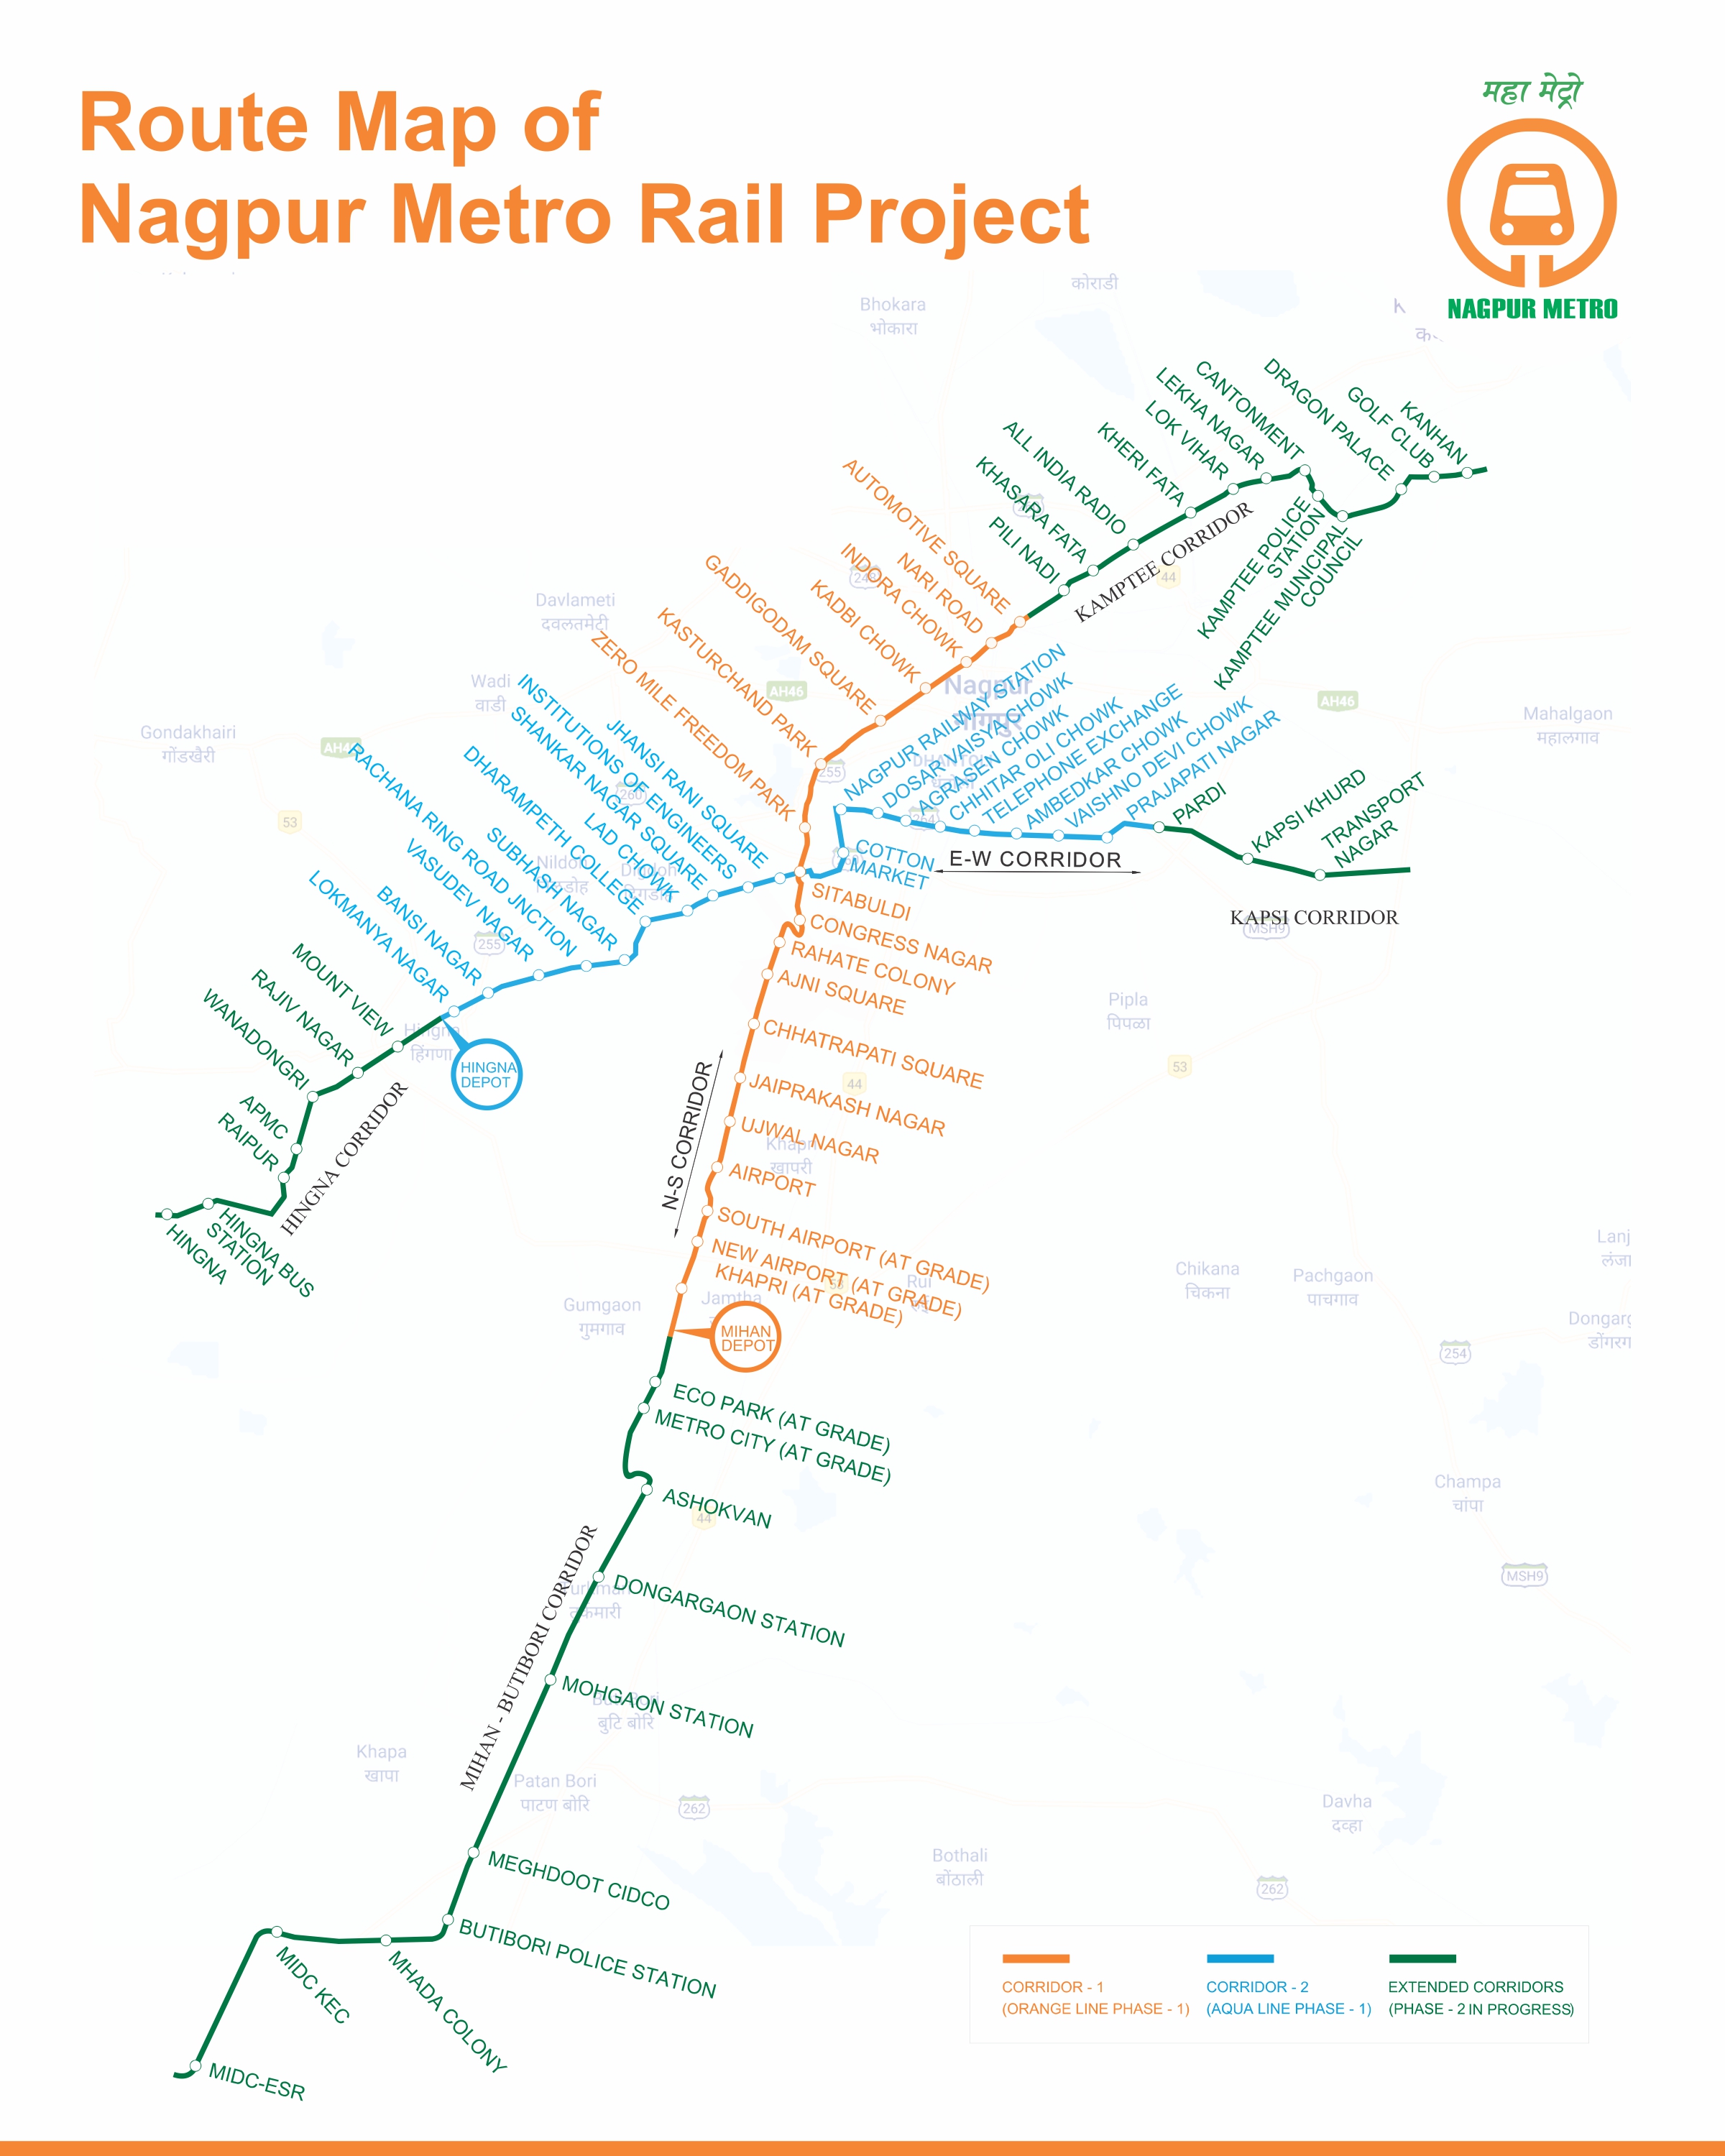 Route Map of
Nagpur Metro Rail Project
महा मेट्रो
NAGPUR METRO
Bhokara
भोकारा
कोराडी
KANHAN
GOLF CLUB
DRAGON PALACE
CANTONMENT
LEKHA NAGAR
LOK VIHAR
KHERI FATA
ALL INDIA RADIO
KHASARA FATA
PILI NADI
KAMPTEE POLICE
STATION
KAMPTEE MUNICIPAL
COUNCIL
KAMPTEE CORRIDOR
44
AUTOMOTIVE SQUARE
NARI ROAD
INDORA CHOWK
KADBI CHOWK
GADDIGODAM SQUARE
KASTURCHAND PARK
ZERO MILE FREEDOM PARK
Davlameti
दवलतमेटी
Wadi
वाडी
Gondakhairi
गोंडखैरी
AH46
AH46
53
255
260
Nagpur
नागपुर
Mahalgaon
महालगाव
NAGPUR RAILWAY STATION
DOSAR VAISYA CHOWK
AGRASEN CHOWK
CHHITAR OLI CHOWK
TELEPHONE EXCHANGE
AMBEDKAR CHOWK
VAISHNO DEVI CHOWK
PRAJAPATI NAGAR
PARDI
KAPSI KHURD
TRANSPORT
NAGAR
COTTON
MARKET
E-W CORRIDOR
KAPSI CORRIDOR
MSH9
JHANSI RANI SQUARE
INSTITUTIONS OF ENGINEERS
SHANKAR NAGAR SQUARE
LAD CHOWK
DHARAMPETH COLLEGE
SUBHASH NAGAR
RACHANA RING ROAD JNCTION
VASUDEV NAGAR
BANSI NAGAR
LOKMANYA NAGAR
255
MOUNT VIEW
RAJIV NAGAR
WANADONGRI
APMC
RAIPUR
HINGNA BUS
STATION
HINGNA
HINGNA CORRIDOR
Hingna
हिंगणा
HINGNA
DEPOT
SITABULDI
CONGRESS NAGAR
RAHATE COLONY
AJNI SQUARE
CHHATRAPATI SQUARE
JAIPRAKASH NAGAR
UJWAL NAGAR
AIRPORT
SOUTH AIRPORT (AT GRADE)
NEW AIRPORT (AT GRADE)
KHAPRI (AT GRADE)
N-S CORRIDOR
MIHAN
DEPOT
Pipla
पिपळा
53
44
Khapri
खापरी
Gumgaon
गुमगाव
Jamtha
Rui
Chikana
चिकना
Pachgaon
पाचगाव
Lanj
लंजा
254
ECO PARK (AT GRADE)
METRO CITY (AT GRADE)
ASHOKVAN
44
DONGARGAON STATION
MOHGAON STATION
MEGHDOOT CIDCO
BUTIBORI POLICE STATION
MHADA COLONY
MIDC KEC
MIDC-ESR
MIHAN - BUTIBORI CORRIDOR
बुटि बोरि
Champa
चांपा
MSH9
Khapa
खापा
Patan Bori
पाटण बोरि
262
Davha
दव्हा
Bothali
बोंठाली
262
CORRIDOR - 1
(ORANGE LINE PHASE - 1)
CORRIDOR - 2
(AQUA LINE PHASE - 1)
EXTENDED CORRIDORS
(PHASE - 2 IN PROGRESS)